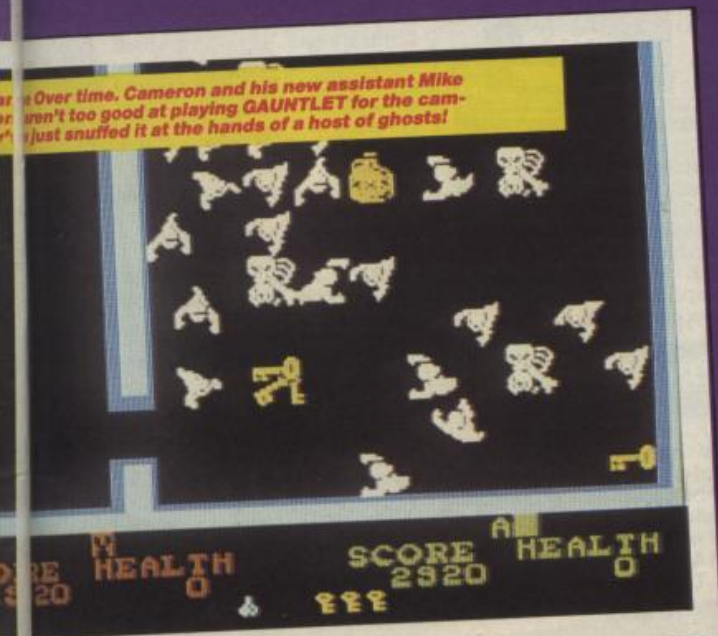 Over time. Cameron and his new assistant Mike
aren't too good at playing GAUNTLET for the cam-
just snuffed it at the hands of a host of ghosts!
A
SCORE HEALTH
2920 0
HEALTH
0